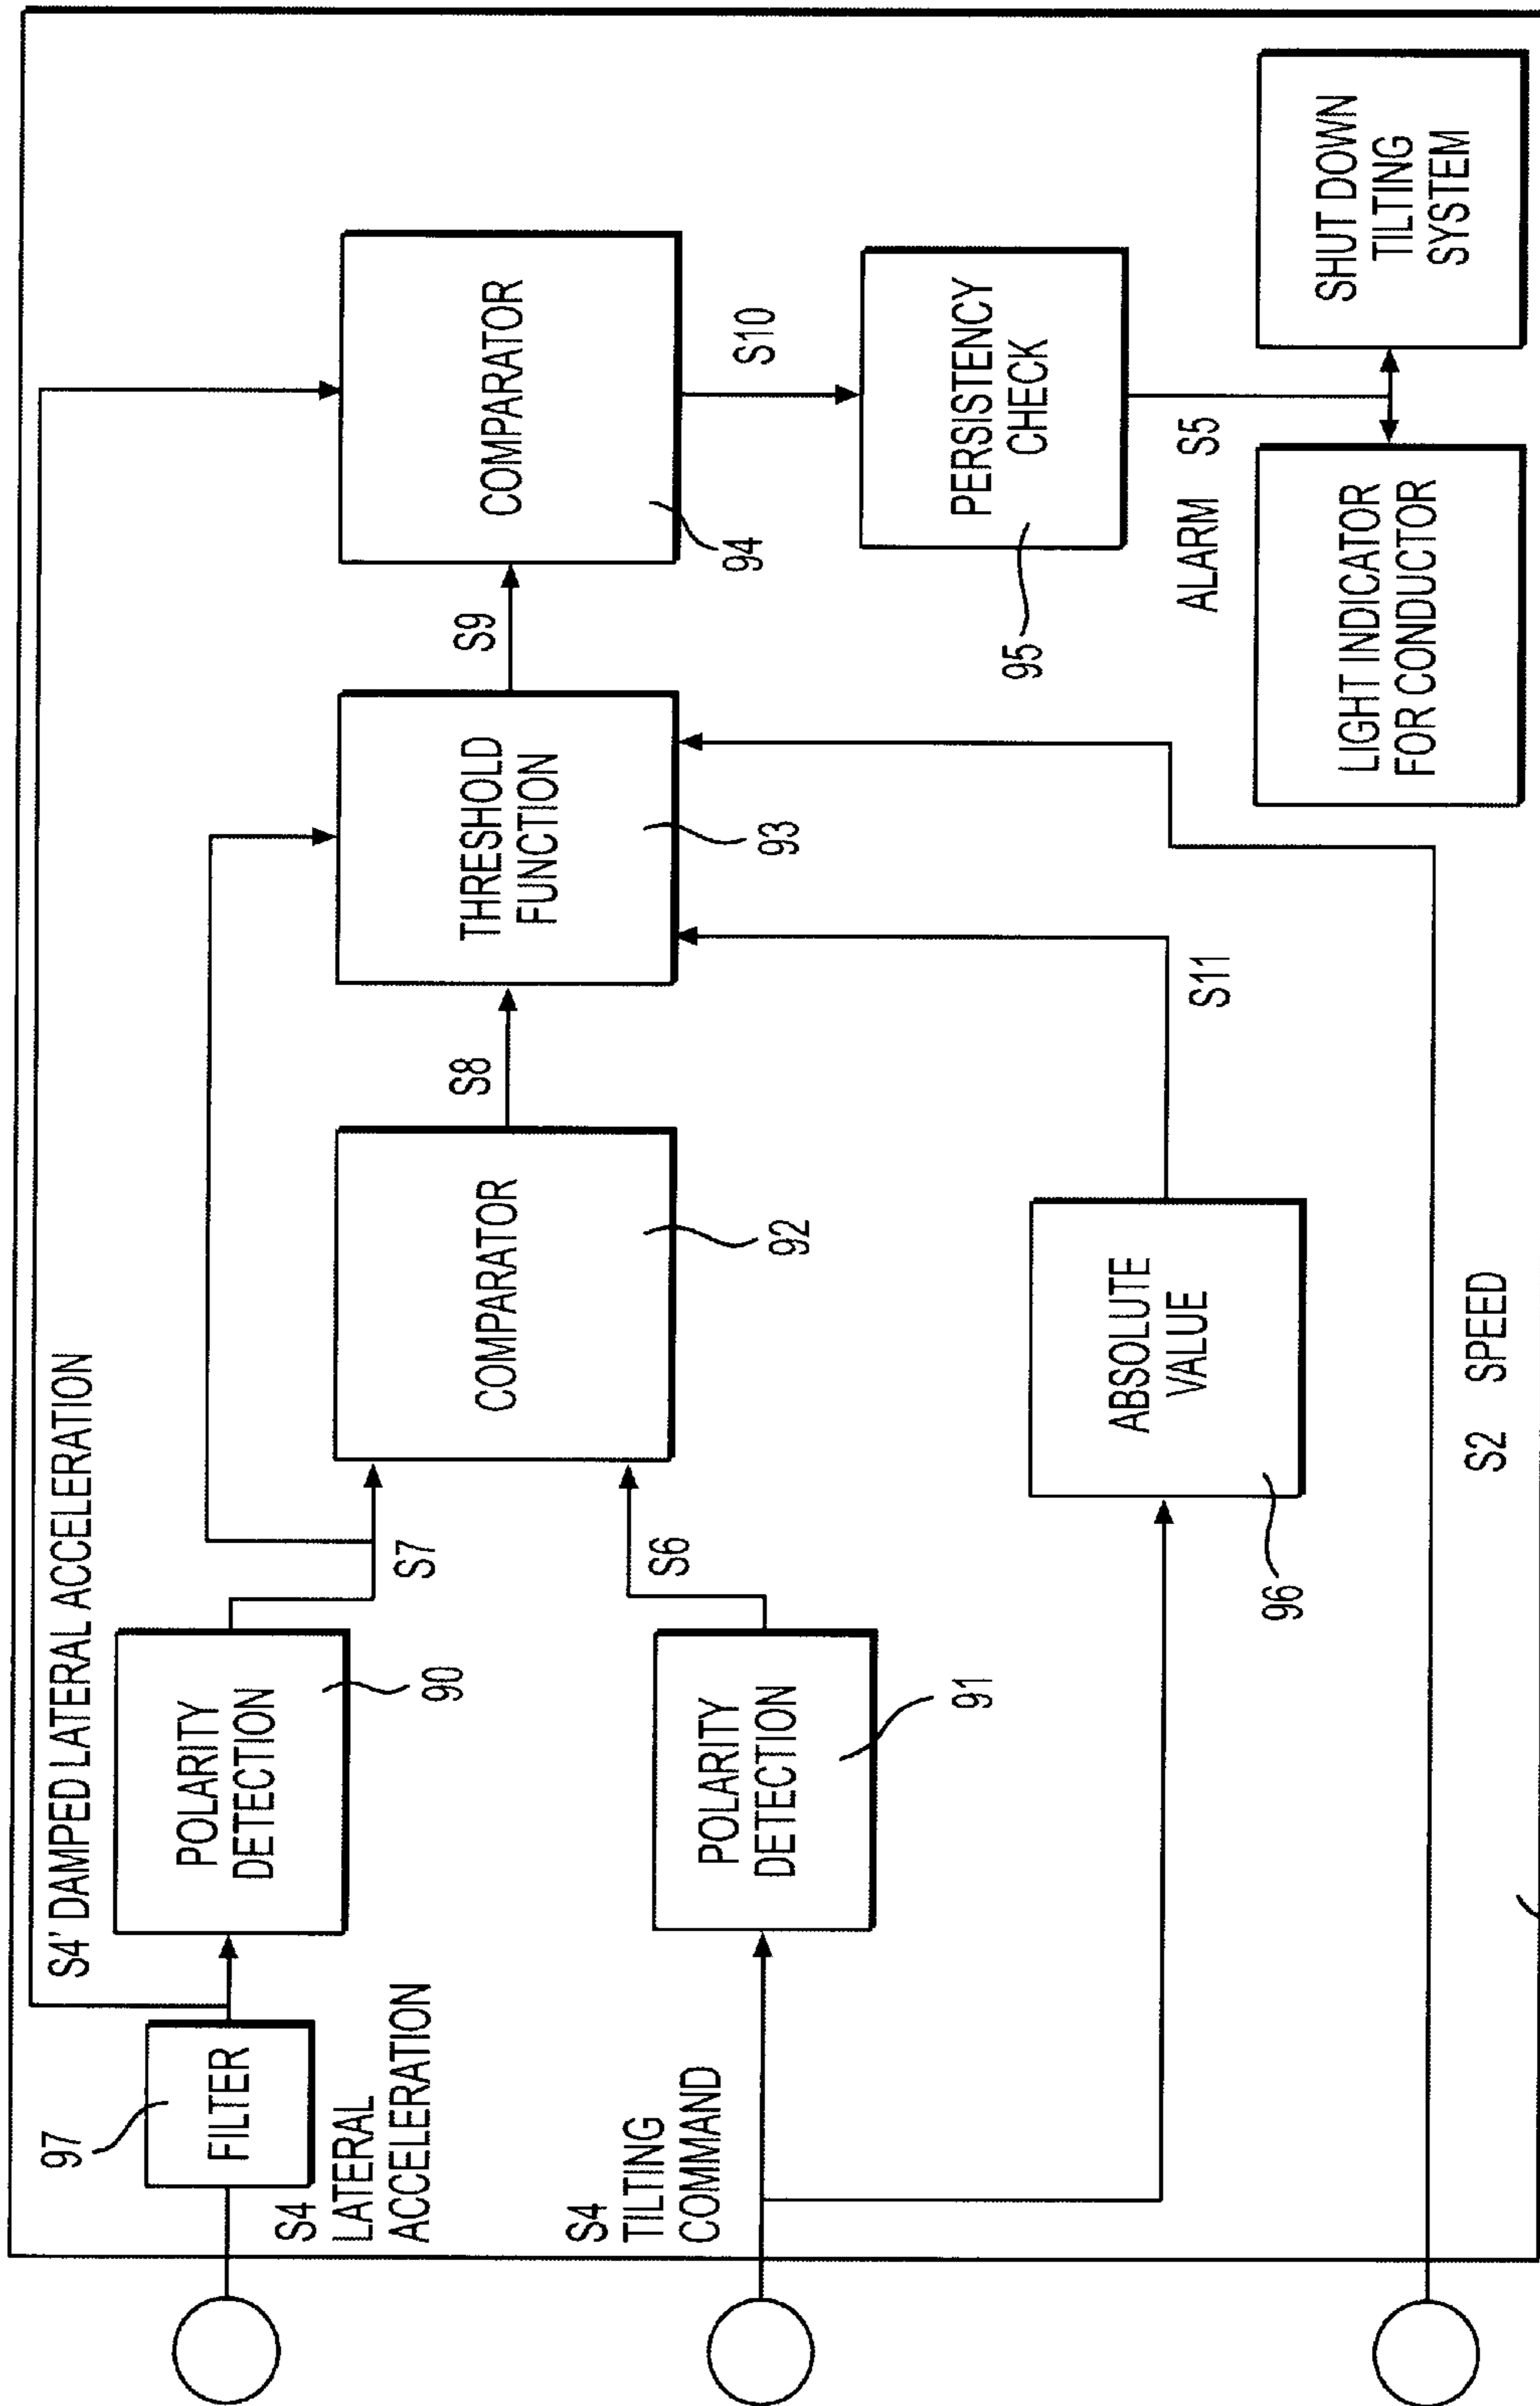 S4' DAMPED LATERAL ACCELERATION
97
FILTER
S4
LATERAL
ACCELERATION
POLARITY
DETECTION
90
S7
S4
TILTING
COMMAND
POLARITY
DETECTION
91
S6
COMPARATOR
92
S8
THRESHOLD
FUNCTION
93
S9
COMPARATOR
94
S10
PERSISTENCY
CHECK
95
ABSOLUTE
VALUE
96
S11
S2 SPEED
ALARM S5
LIGHT INDICATOR
FOR CONDUCTOR
SHUT DOWN
TILTING
SYSTEM